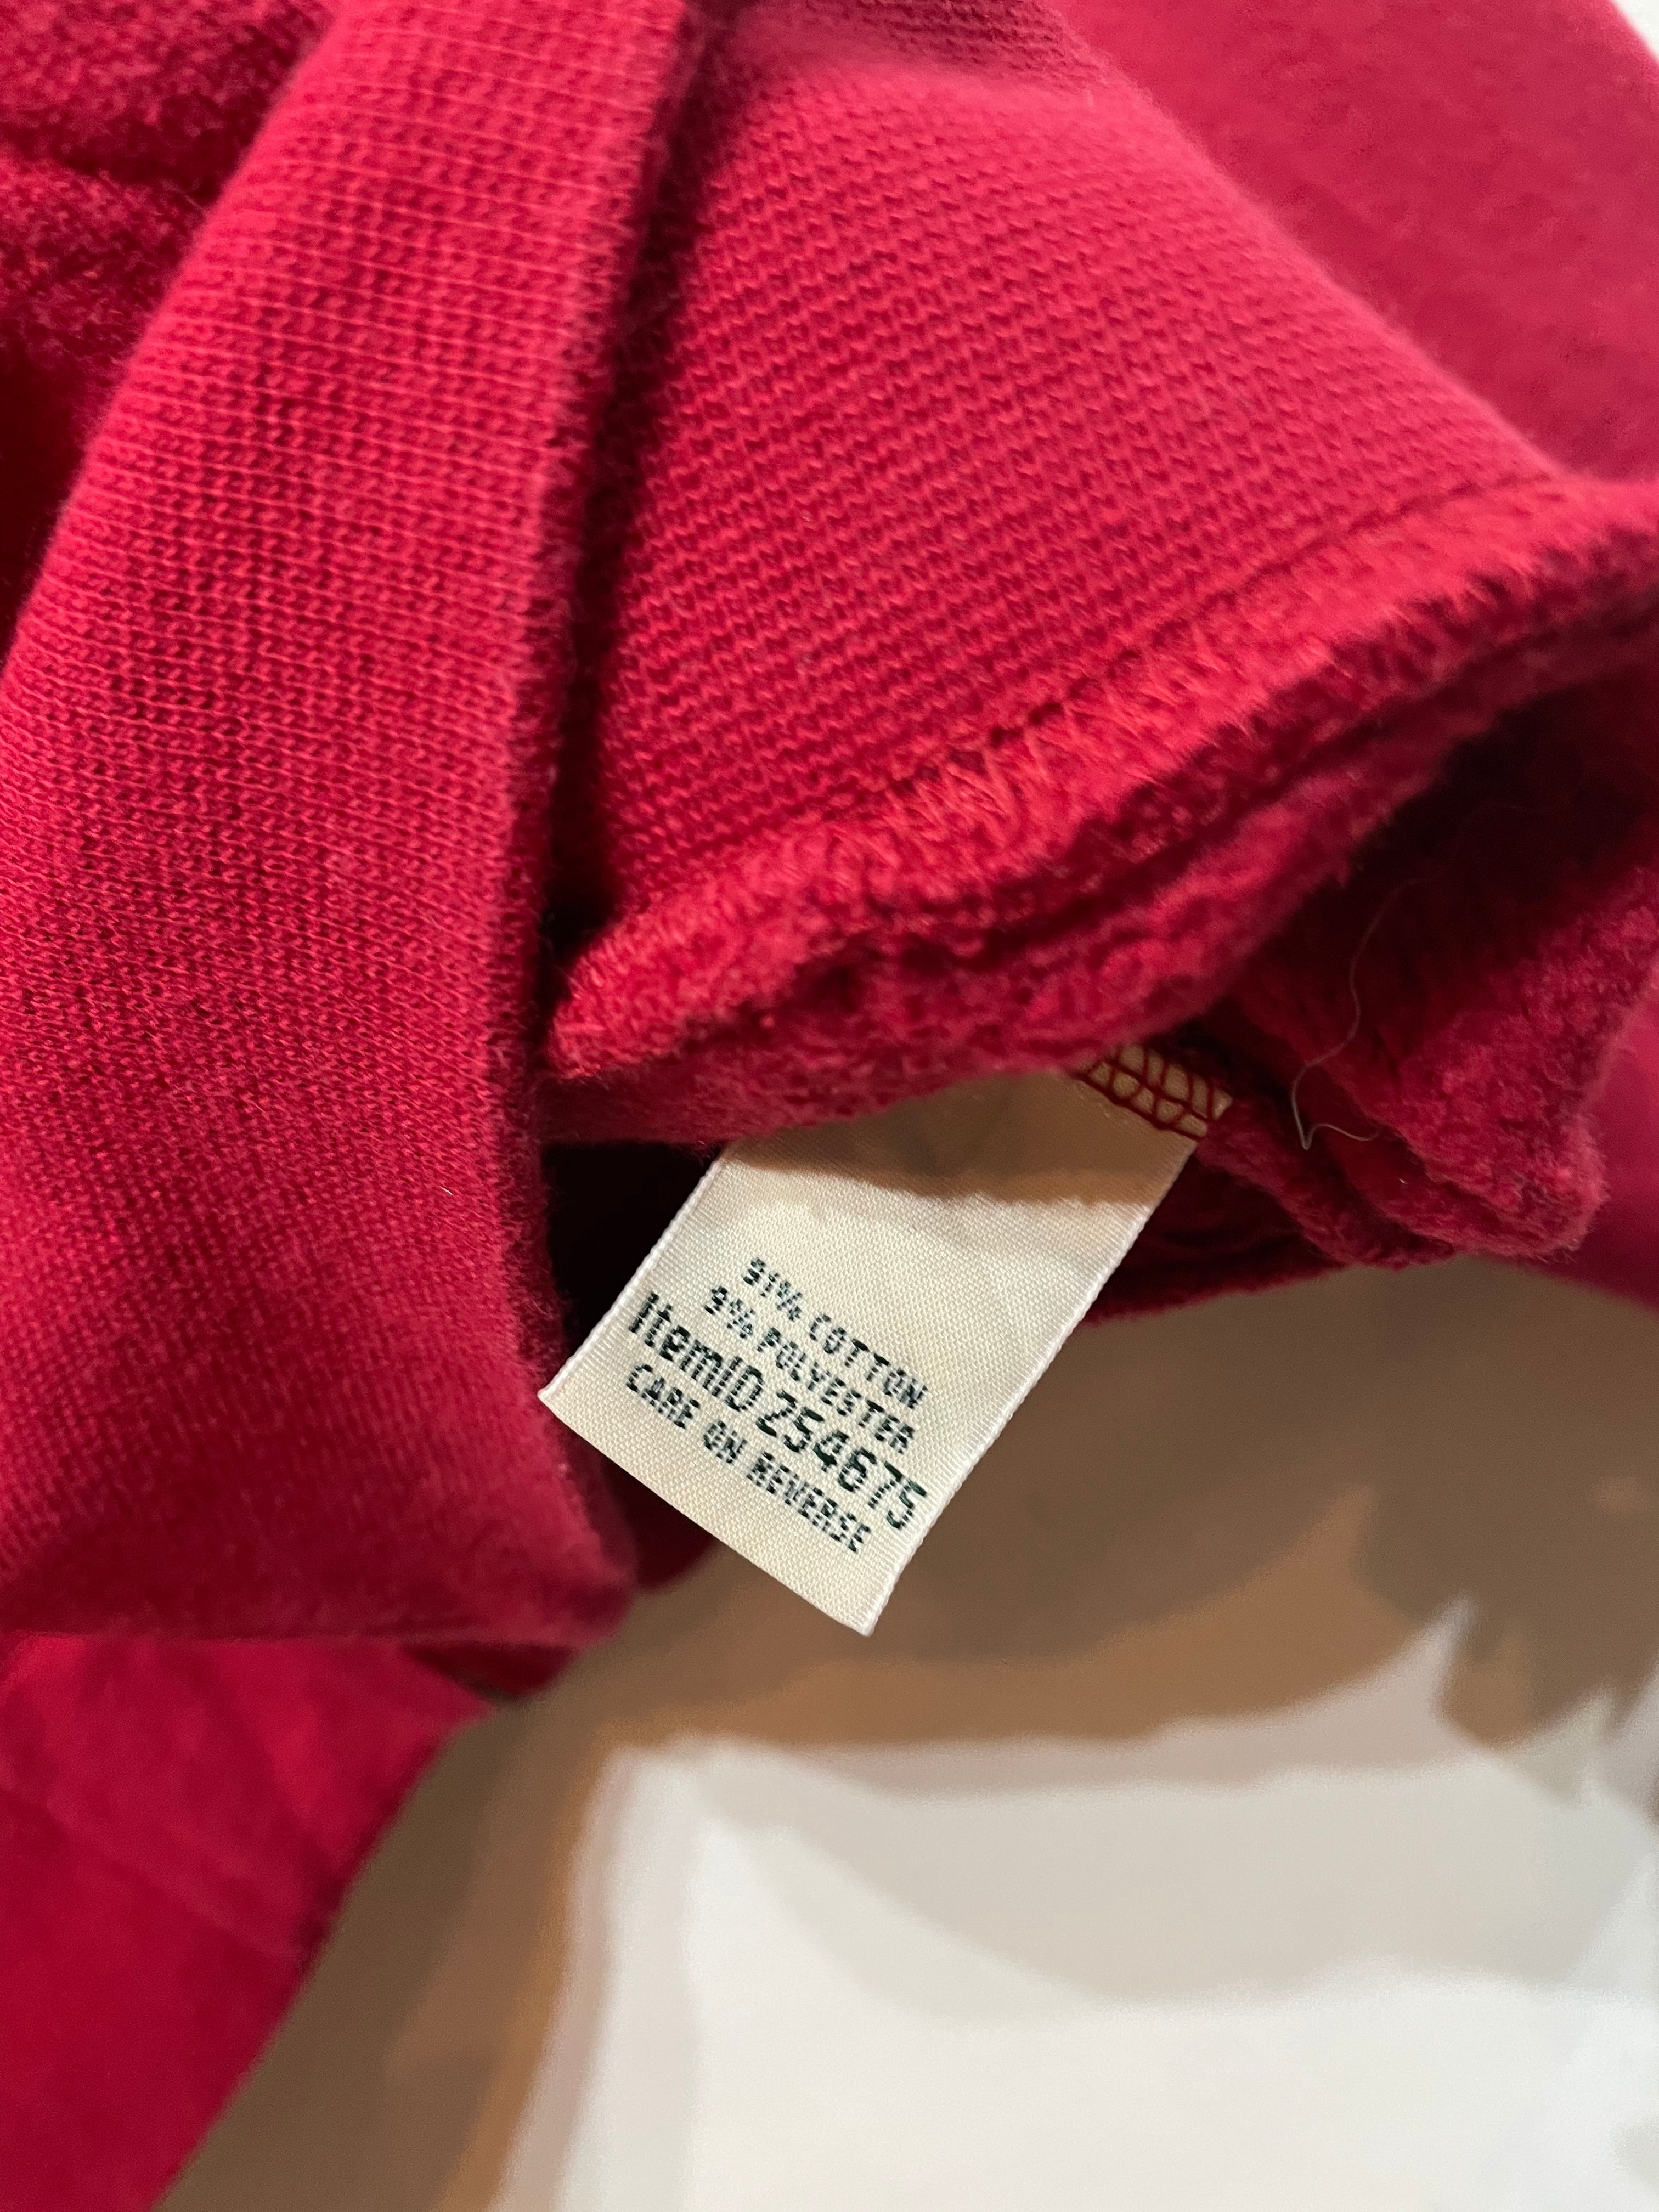 91% COTTON
9% POLYESTER
ItemID 254675
CARE ON REVERSE